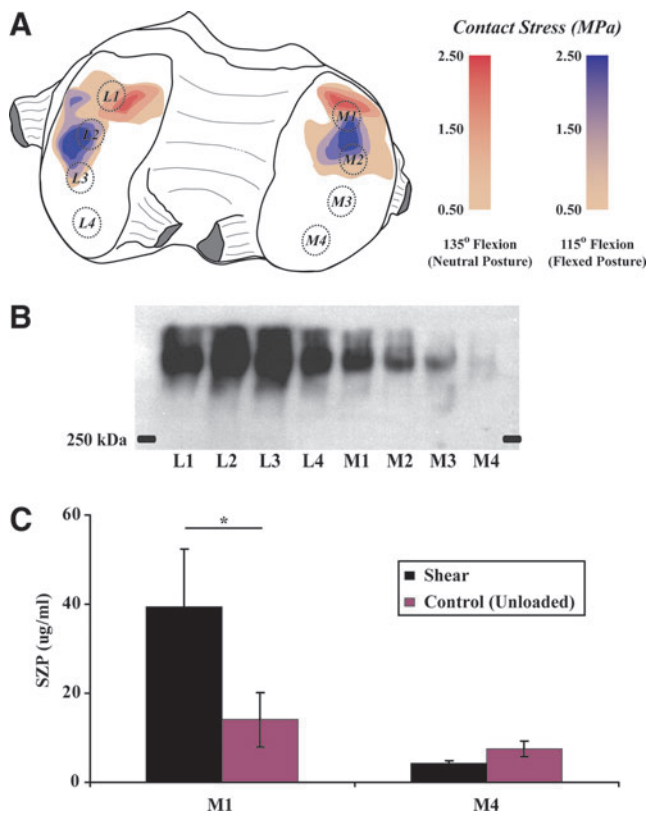 A
Contact Stress (MPa)
2.50 2.50
1.50 1.50
0.50 0.50
135° Flexion 115° Flexion
(Neutral Posture) (Flexed Posture)
L1 M1
L2 M2
L3 M3
L4 M4
B
250 kDa
L1 L2 L3 L4 M1 M2 M3 M4
C
SZP (ug/ml)
60
40
20
0
*
Shear
Control (Unloaded)
M1 M4